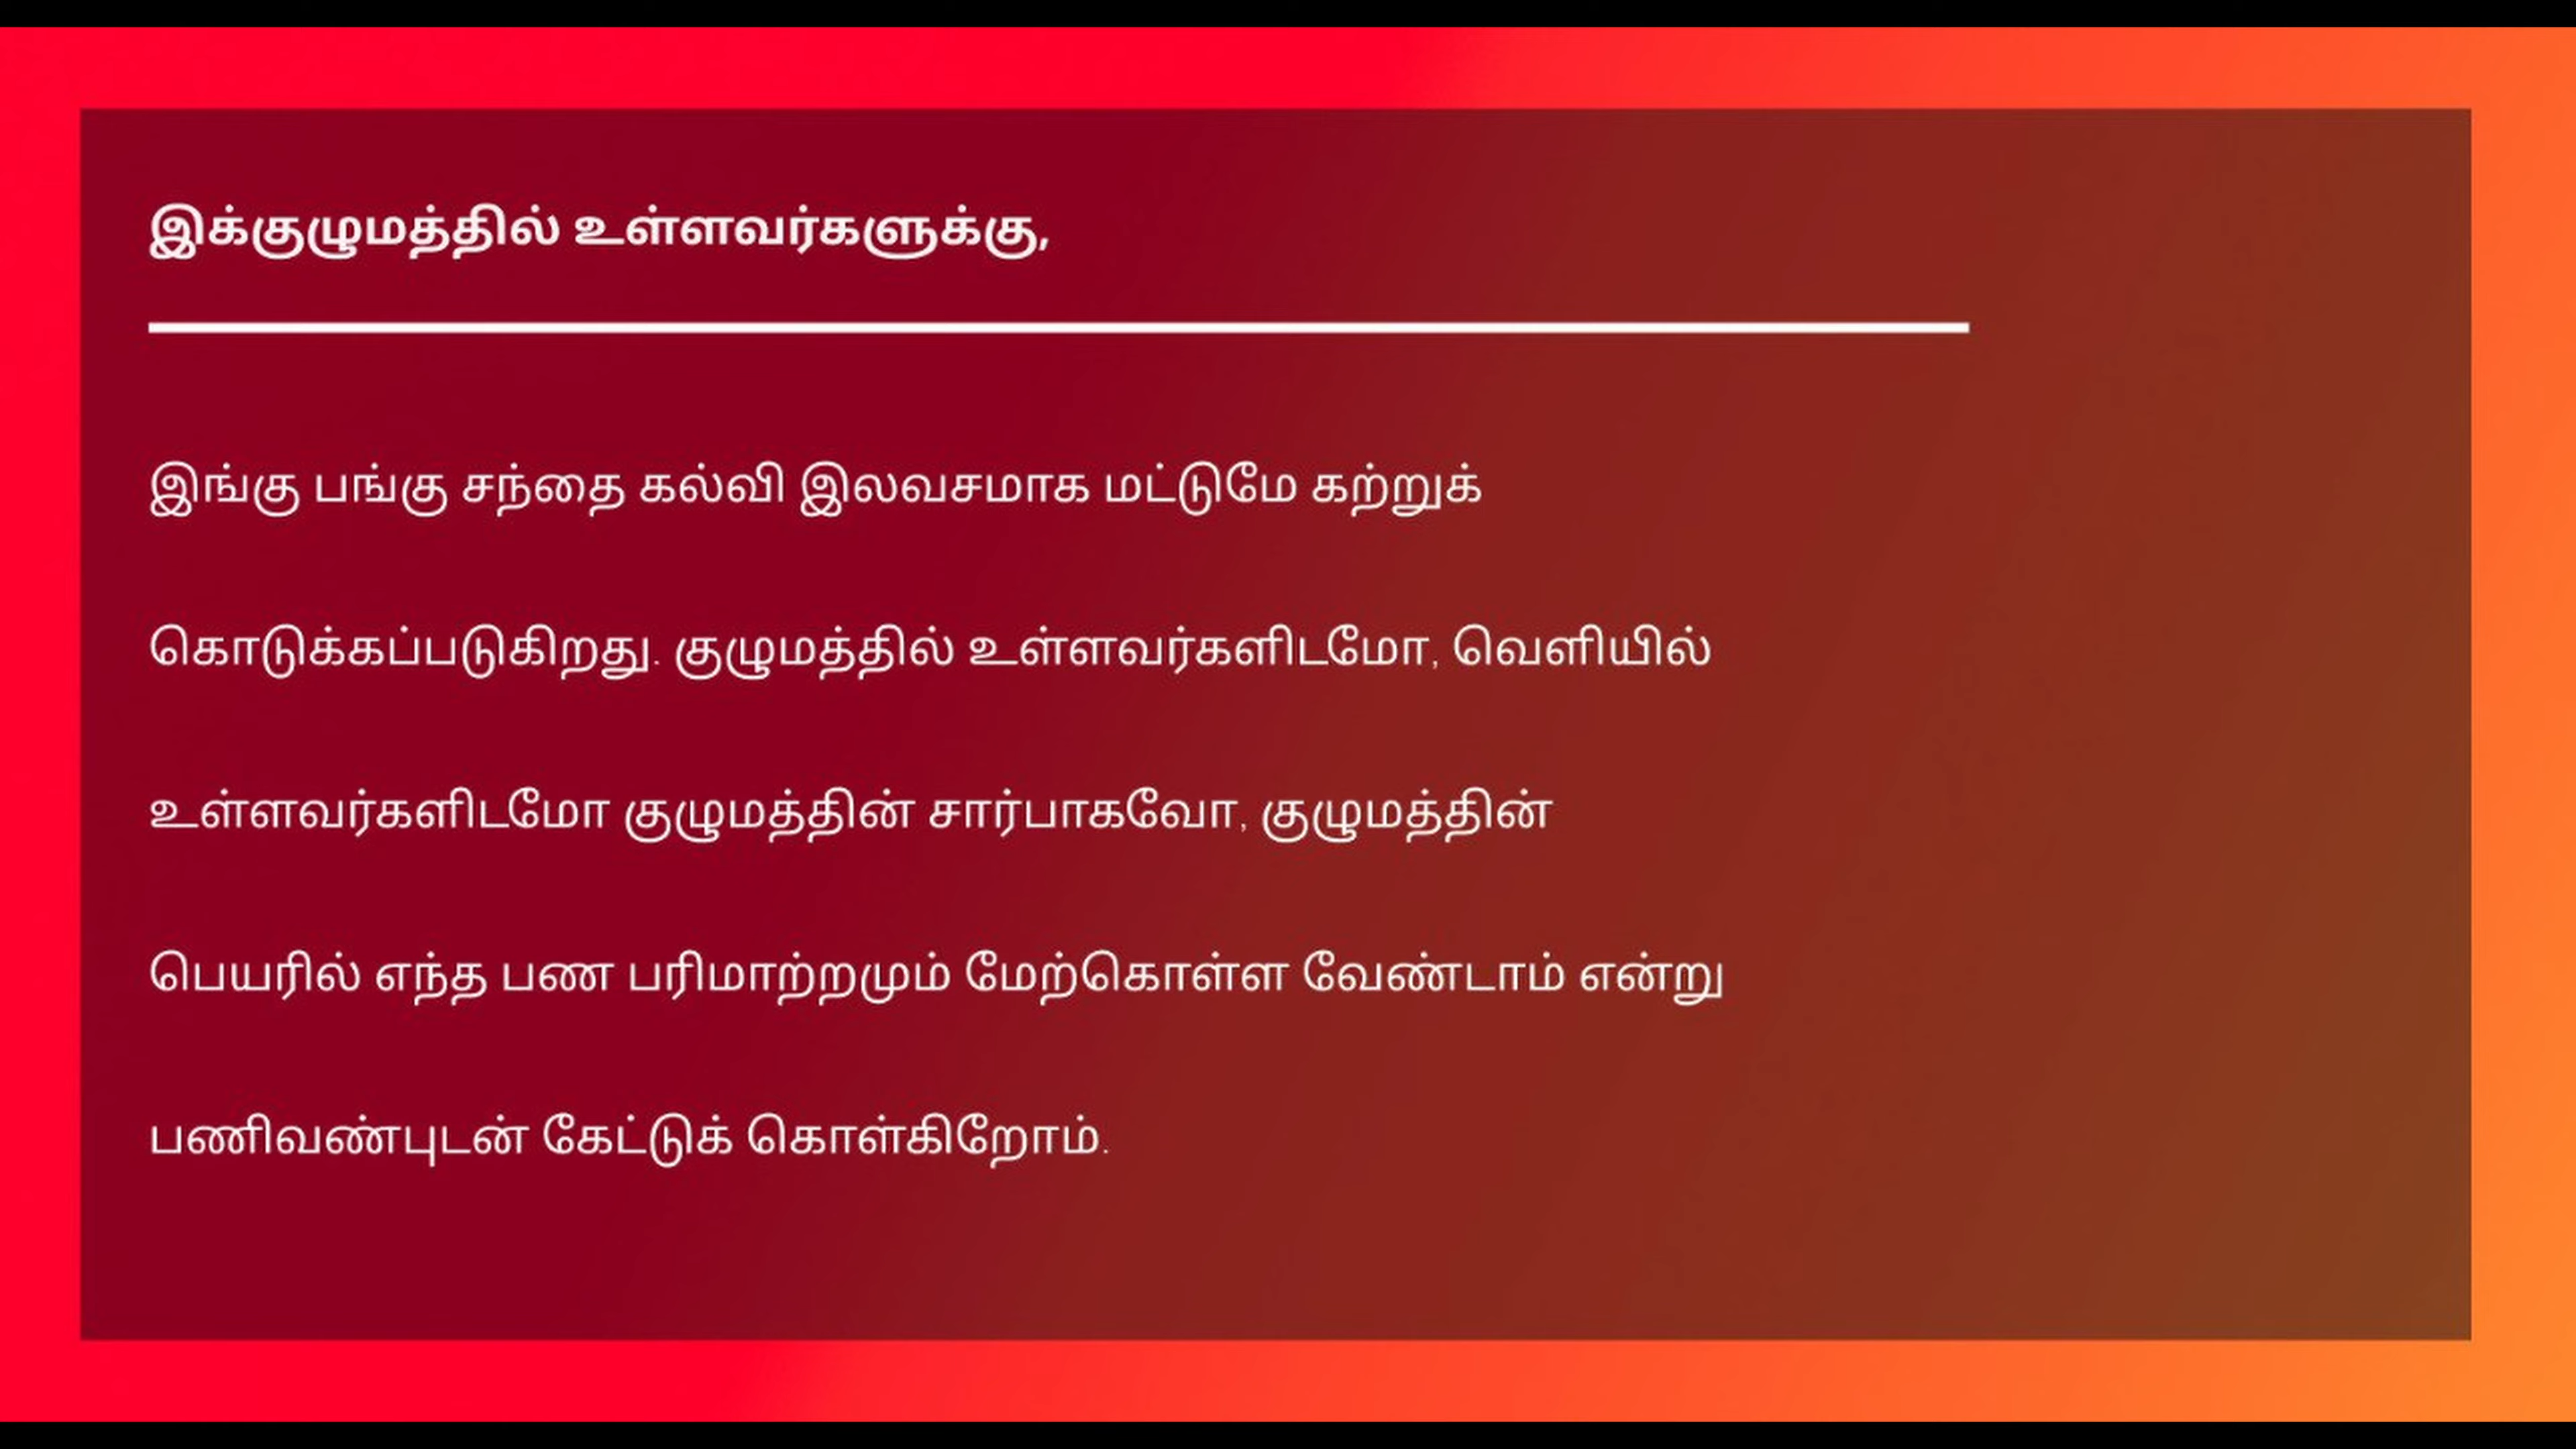 இக்குழுமத்தில் உள்ளவர்களுக்கு,
இங்கு பங்கு சந்தை கல்வி இலவசமாக மட்டுமே கற்றுக்
கொடுக்கப்படுகிறது. குழுமத்தில் உள்ளவர்களிடமோ, வெளியில்
உள்ளவர்களிடமோ குழுமத்தின் சார்பாகவோ, குழுமத்தின்
பெயரில் எந்த பண பரிமாற்றமும் மேற்கொள்ள வேண்டாம் என்று
பணிவண்புடன் கேட்டுக் கொள்கிறோம்.